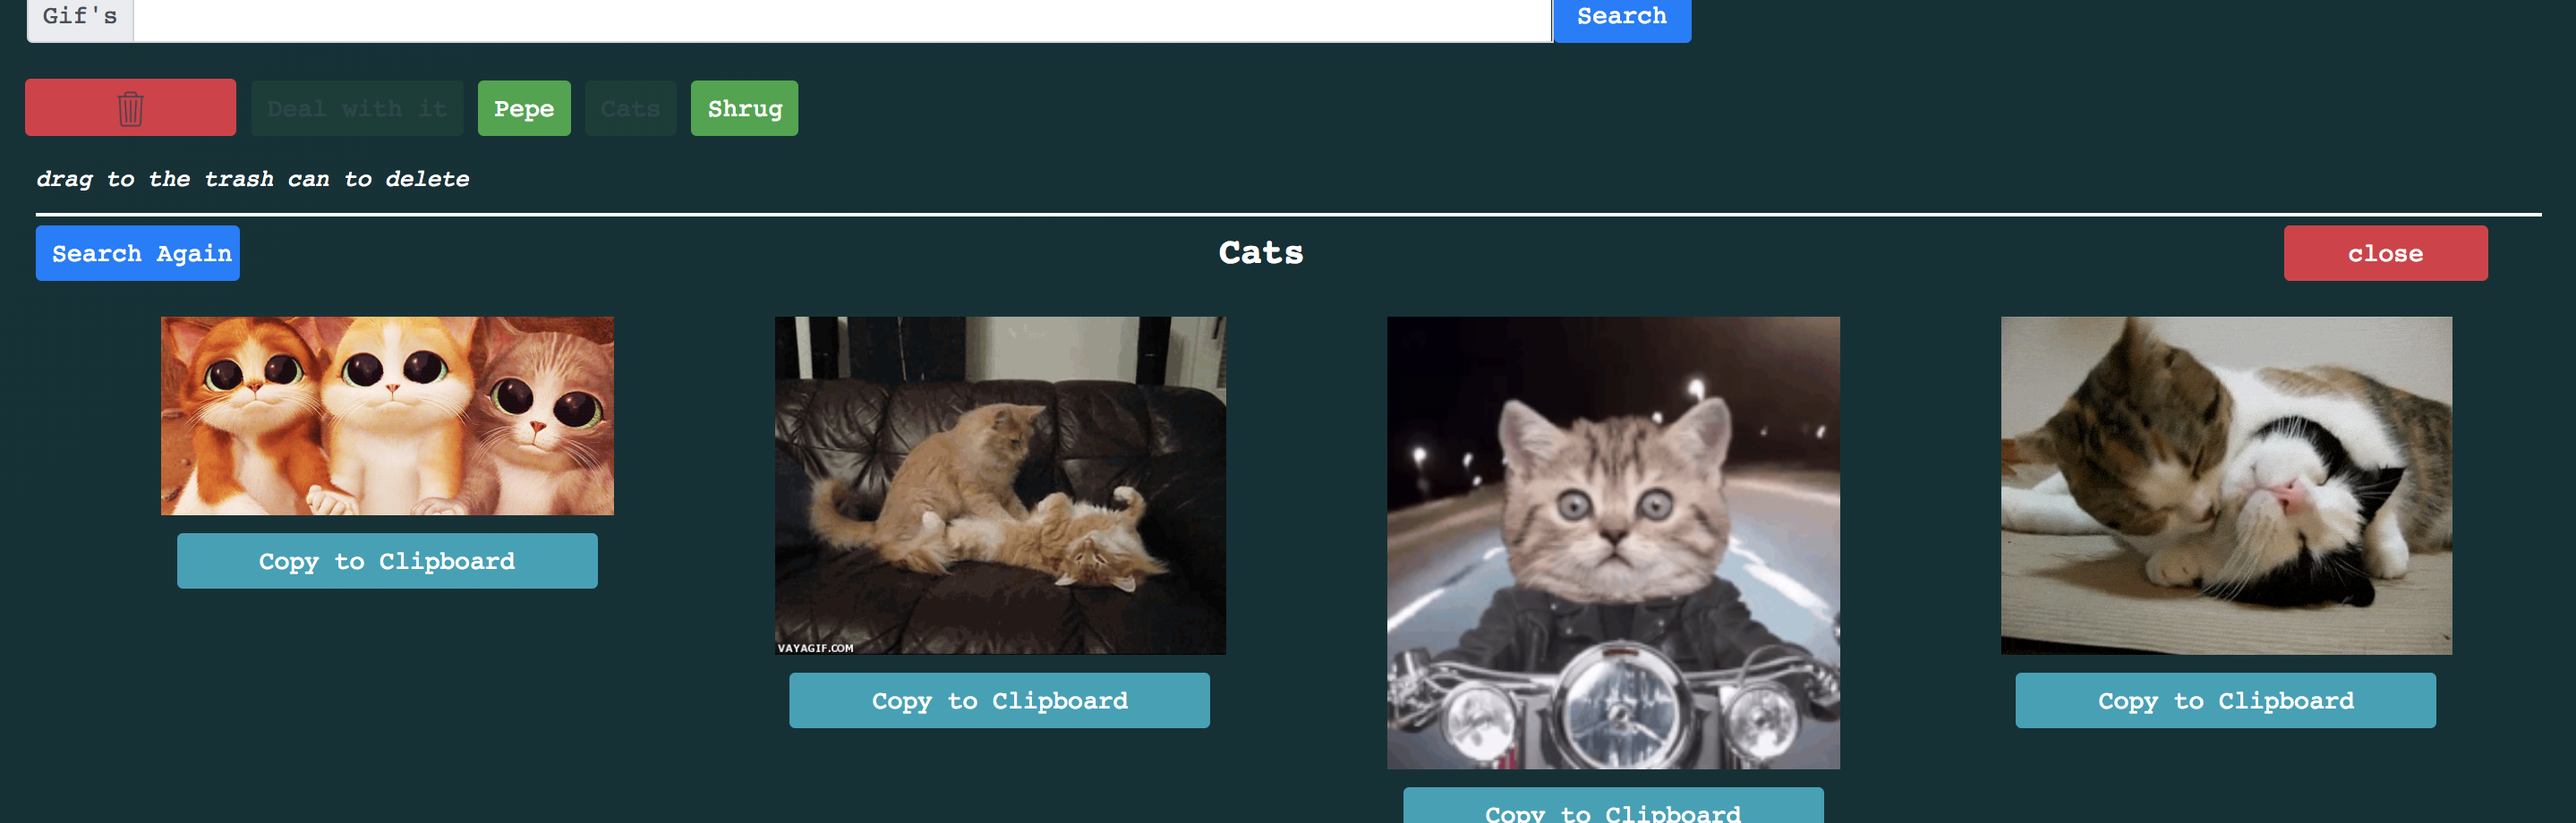 Gif's
Search
Deal with it
Pepe
Cats
Shrug
drag to the trash can to delete
Search Again
Cats
close
Copy to Clipboard
VAYAGIF.COM
Copy to Clipboard
Copy to Clipboard
Copy to Clipboard